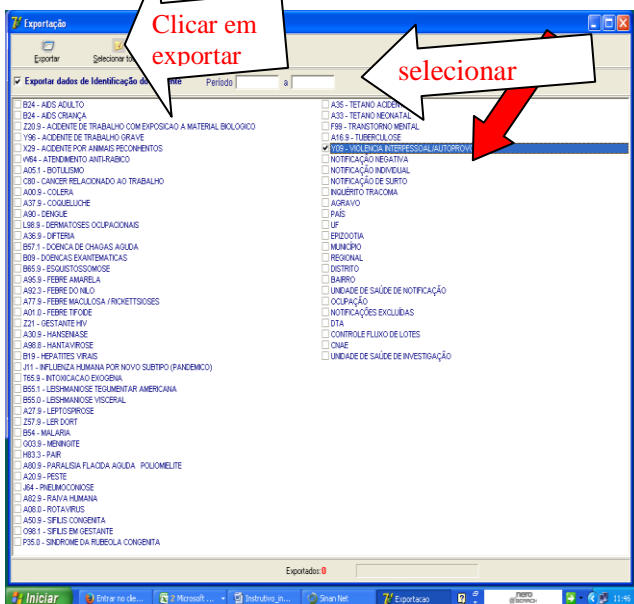 Exportação
Clicar em
exportar
Exportar
Selecionar to
selecionar
Exportar dados de Identificação do
nte
Período
a
B24 - AIDS ADULTO
B24 - AIDS CRIANÇA
Z20.9 - ACIDENTE DE TRABALHO COM EXPOSICAO A MATERIAL BIOLOGICO
Y96 - ACIDENTE DE TRABALHO GRAVE
X29 - ACIDENTE POR ANIMAIS PECONHENTOS
W64 - ATENDIMENTO ANTI-RABICO
A05.1 - BOTULISMO
C80 - CANCER RELACIONADO AO TRABALHO
A00.9 - COLERA
A37.9 - COQUELUCHE
A90 - DENGUE
L98.9 - DERMATOSES OCUPACIONAIS
A36.9 - DIFTERIA
B57.1 - DOENCA DE CHAGAS AGUDA
B09 - DOENCAS EXANTEMATICAS
B65.9 - ESQUISTOSSOMOSE
A95.9 - FEBRE AMARELA
A92.3 - FEBRE DO NILO
A77.9 - FEBRE MACULOSA / RICKETTSIOSES
A01.0 - FEBRE TIFOIDE
Z21 - GESTANTE HIV
A30.9 - HANSENIASE
A98.8 - HANTAVIROSE
B19 - HEPATITES VIRAIS
J11 - INFLUENZA HUMANA POR NOVO SUBTIPO (PANDEMICO)
T65.9 - INTOXICACAO EXOGENA
B55.1 - LEISHMANIOSE TEGUMENTAR AMERICANA
B55.0 - LEISHMANIOSE VISCERAL
A27.9 - LEPTOSPIROSE
Z57.9 - LER DORT
B54 - MALARIA
G03.9 - MENINGITE
H83.3 - PAIR
A80.9 - PARALISIA FLACIDA AGUDA POLIOMIELITE
A20.9 - PESTE
J64 - PNEUMOCONIOSE
A82.9 - RAIVA HUMANA
A08.0 - ROTAVIRUS
A50.9 - SIFILIS CONGENITA
O98.1 - SIFILIS EM GESTANTE
P35.0 - SINDROME DA RUBEOLA CONGENITA
A35 - TETANO ACIDENT
A33 - TETANO NEONATAL
F99 - TRANSTORNO MENTAL
A16.9 - TUBERCULOSE
Y09 - VIOLENCIA INTERPESSOAL/AUTOPROVO
NOTIFICAÇÃO NEGATIVA
NOTIFICAÇÃO INDIVIDUAL
NOTIFICAÇÃO DE SURTO
INQUÉRITO TRACOMA
AGRAVO
PAÍS
UF
EPIZOOTIA
MUNICÍPIO
REGIONAL
DISTRITO
BAIRRO
UNIDADE DE SAÚDE DE NOTIFICAÇÃO
OCUPAÇÃO
NOTIFICAÇÕES EXCLUÍDAS
DTA
CONTROLE FLUXO DE LOTES
CNAE
UNIDADE DE SAÚDE DE INVESTIGAÇÃO
Exportados:0
Iniciar
Entrar no cle...
2 Microsoft ...
Instrutivo_in...
Sinan Net
Exportacao
nero
SEARCH
11:46